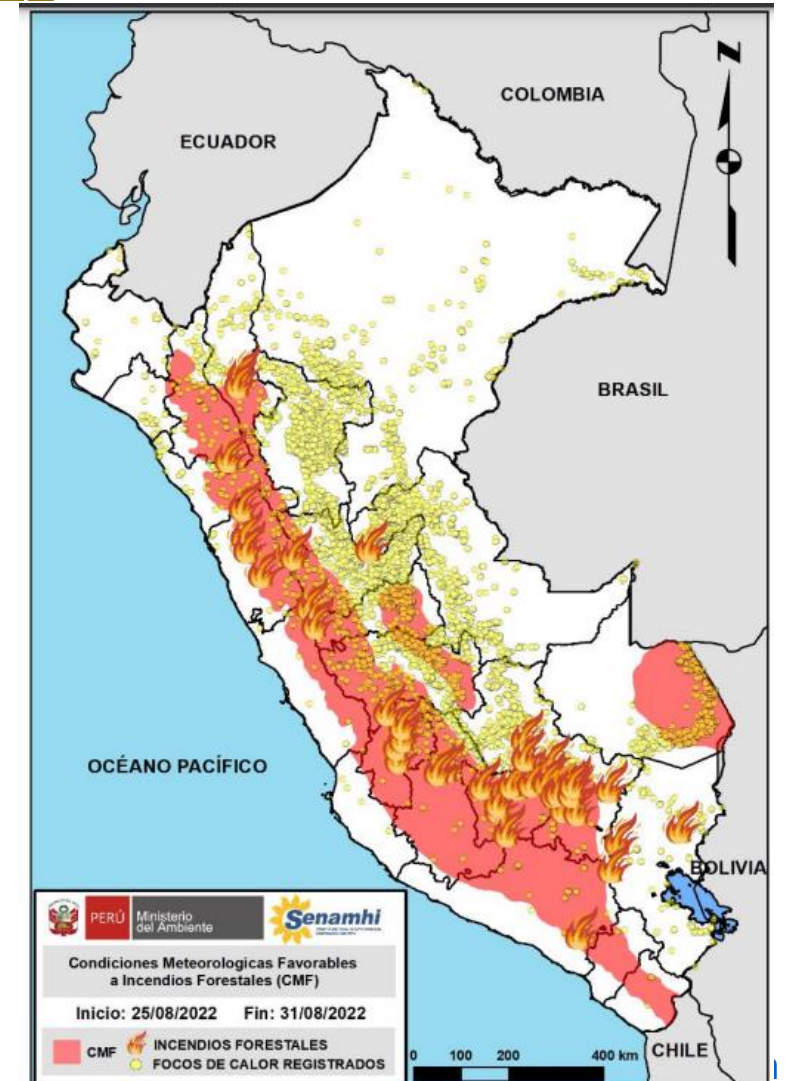 N
COLOMBIA
ECUADOR
BRASIL
OCÉANO PACÍFICO
BOLIVIA
PERÚ
Ministerio
del Ambiente
Senamhi
Condiciones Meteorologicas Favorables
a Incendios Forestales (CMF)
Inicio: 25/08/2022 Fin: 31/08/2022
CMF
INCENDIOS FORESTALES
FOCOS DE CALOR REGISTRADOS
0 100 200 400 km
CHILE